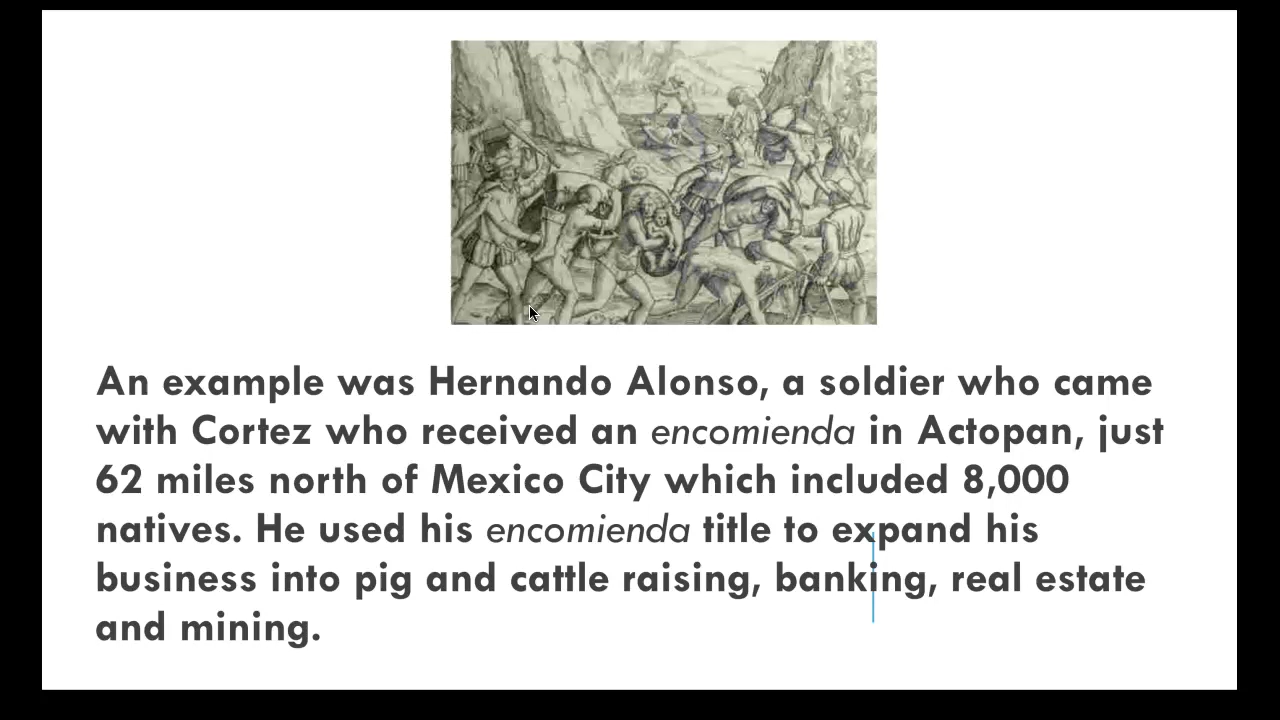 An example was Hernando Alonso, a soldier who came
with Cortez who received an encomienda in Actopan, just
62 miles north of Mexico City which included 8,000
natives. He used his encomienda title to expand his
business into pig and cattle raising, banking, real estate
and mining.